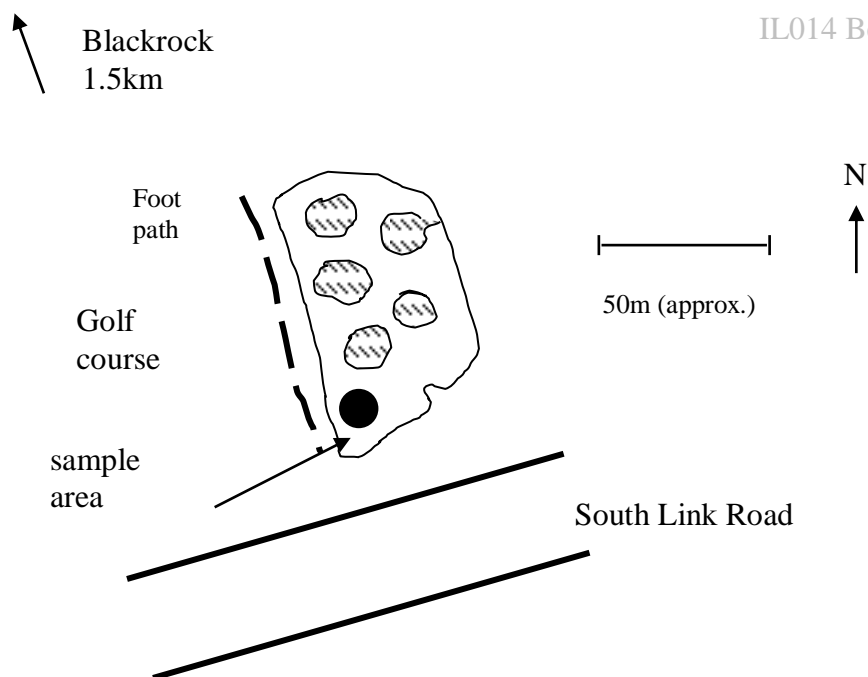 IL014
Blackrock
1.5km
N
Foot
path
50m (approx.)
Golf
course
sample
area
South Link Road